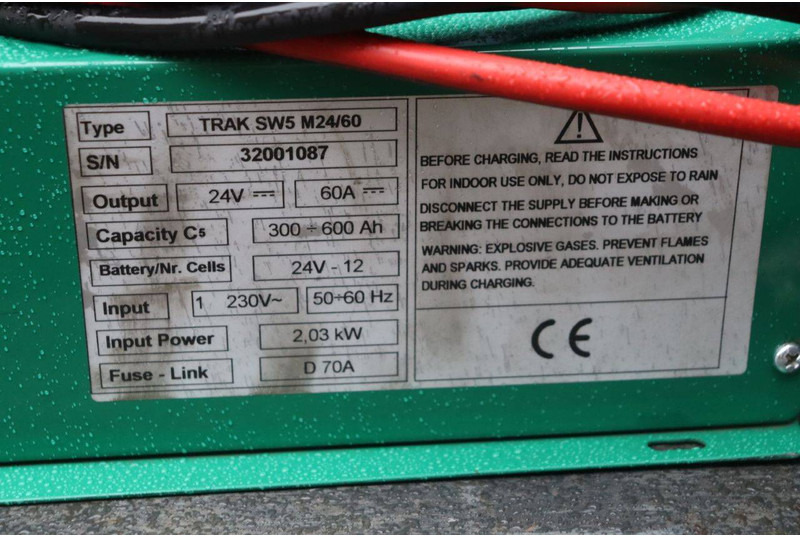 Type TRAK SW5 M24/60
S/N 32001087
Output 24V 60A
Capacity C5 300 ÷ 600 Ah
Battery/Nr. Cells 24V - 12
Input 1 230V~ 50÷60 Hz
Input Power 2,03 kW
Fuse - Link D 70A
BEFORE CHARGING, READ THE INSTRUCTIONS
FOR INDOOR USE ONLY, DO NOT EXPOSE TO RAIN
DISCONNECT THE SUPPLY BEFORE MAKING OR
BREAKING THE CONNECTIONS TO THE BATTERY
WARNING: EXPLOSIVE GASES. PREVENT FLAMES
AND SPARKS. PROVIDE ADEQUATE VENTILATION
DURING CHARGING.
CE